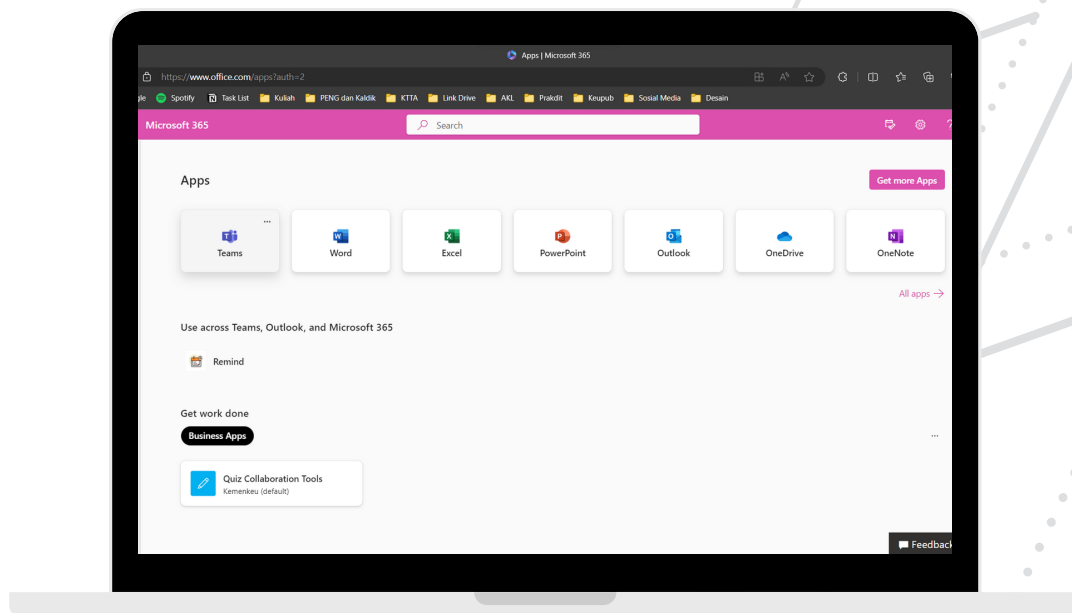 Apps | Microsoft 365
https://www.office.com/apps?auth=2
Spotify Task List Kuliah PENG dan Kaldik KTTA Link Drive AKL Prakdit Keupub Sosial Media Desain
Microsoft 365 Search
Apps Get more Apps
Teams Word Excel PowerPoint Outlook OneDrive OneNote
All apps →
Use across Teams, Outlook, and Microsoft 365
Remind
Get work done
Business Apps
Quiz Collaboration Tools
Kemenkeu (default)
Feedback